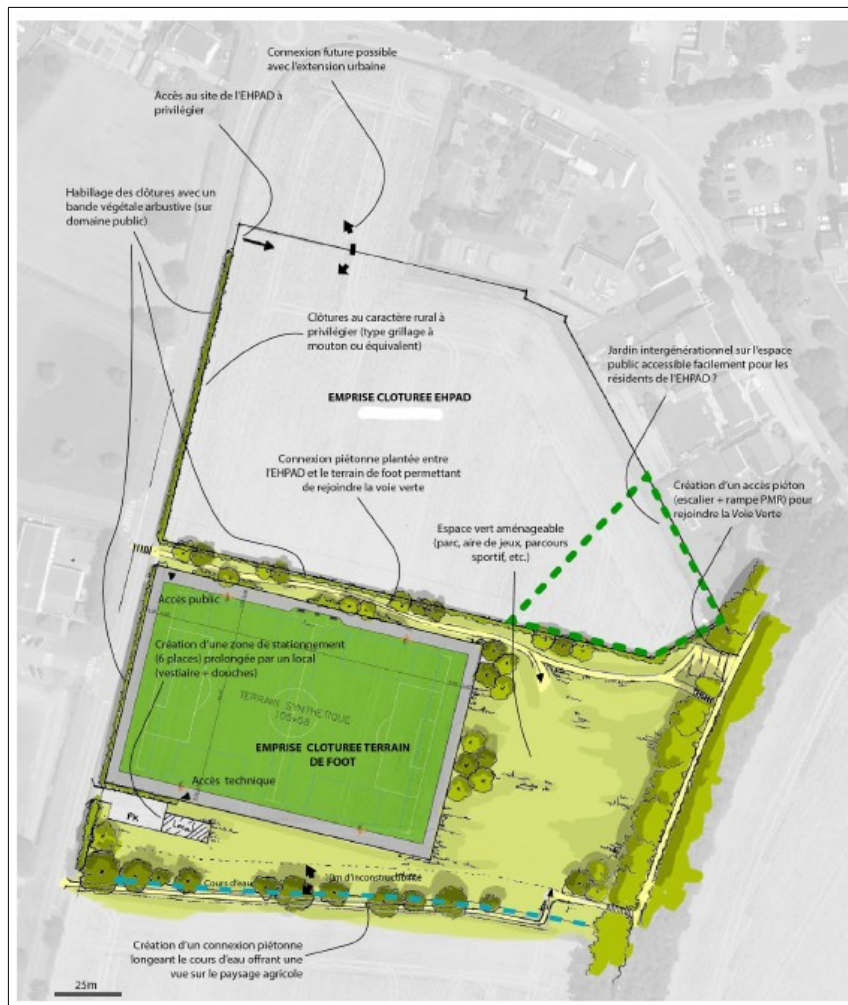 Connexion future possible
avec l'extension urbaine
Accès au site de l'EHPAD à
privilégier
Habillage des clôtures avec un
bande végétale arbustive (sur
domaine public)
Clôtures au caractère rural à
privilégier (type grillage à
mouton ou équivalent)
Jardin intergénérationnel sur l'espace
public accessible facilement pour les
résidents de l'EHPAD ?
EMPRISE CLOTUREE EHPAD
Connexion piétonne plantée entre
l'EHPAD et le terrain de foot permettant
de rejoindre la voie verte
Création d'un accès piéton
(escalier + rampe PMR) pour
rejoindre la Voie Verte
Espace vert aménageable
(parc, aire de jeux, parcours
sportif, etc.)
Accès public
Création d'une zone de stationnement
(6 places) prolongée par un local
(vestiaire + douches)
TERRAIN SYNTHETIQUE
105x68
EMPRISE CLOTUREE TERRAIN
DE FOOT
Accès technique
PK
Local
Cours d'eau
10m d'inconstructibilité
Création d'un connexion piétonne
longeant le cours d'eau offrant une
vue sur le paysage agricole
25m